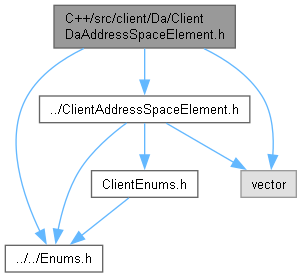 C++/src/client/Da/Client
DaAddressSpaceElement.h
../ClientAddressSpaceElement.h
ClientEnums.h
vector
../../Enums.h